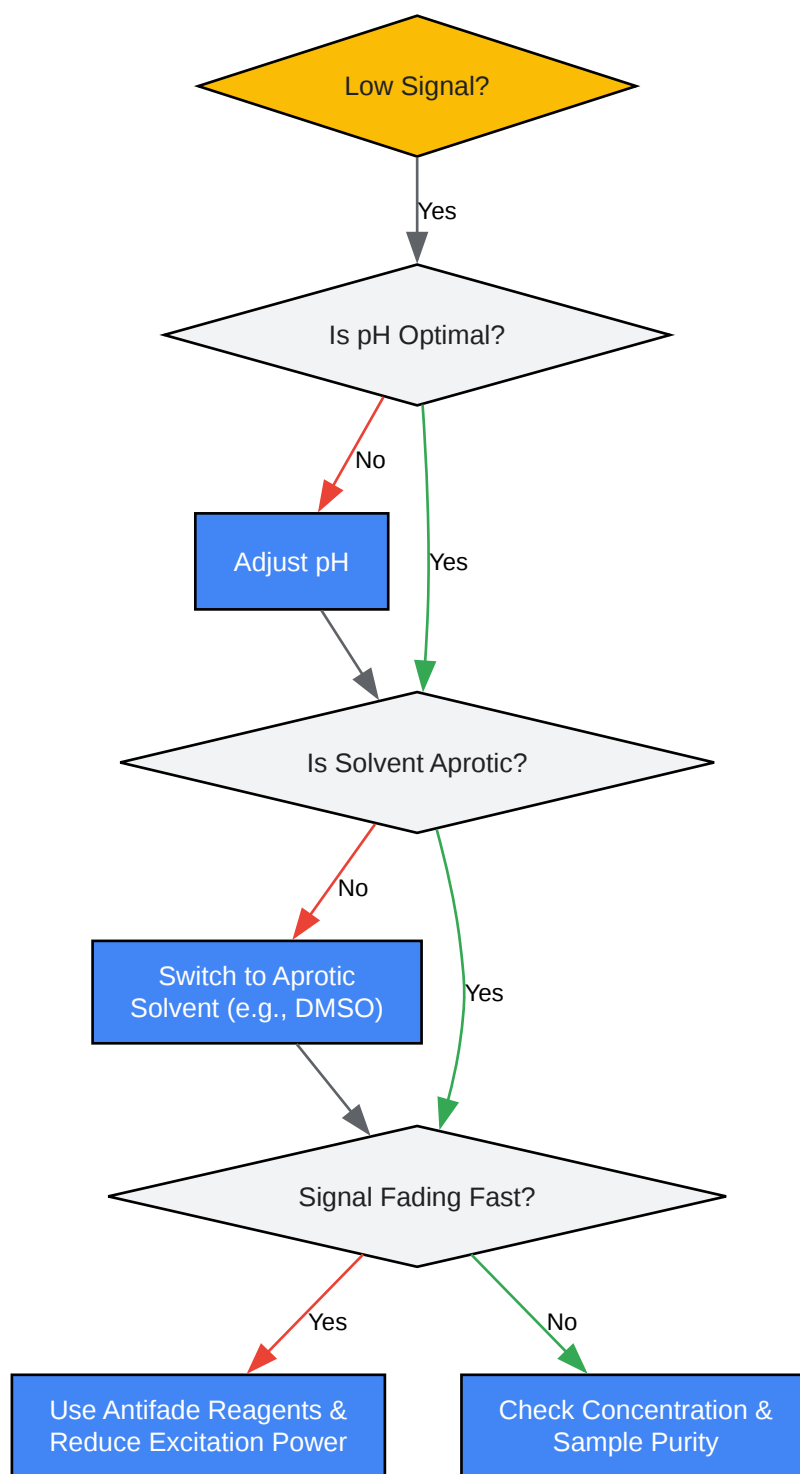 Low Signal?
Yes
Is pH Optimal?
No
Adjust pH
Yes
Is Solvent Aprotic?
No
Switch to Aprotic
Solvent (e.g., DMSO)
Yes
Signal Fading Fast?
Yes
No
Use Antifade Reagents &
Reduce Excitation Power
Check Concentration &
Sample Purity